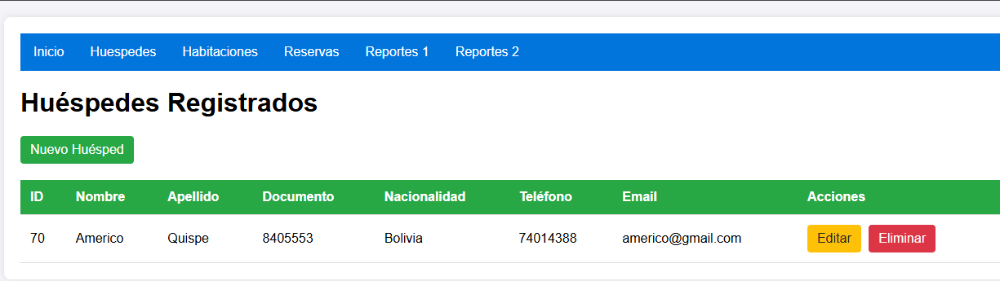 Inicio Huespedes Habitaciones Reservas Reportes 1 Reportes 2
Huéspedes Registrados
Nuevo Huésped
ID Nombre Apellido Documento Nacionalidad Teléfono Email Acciones
70 Americo Quispe 8405553 Bolivia 74014388 americo@gmail.com Editar Eliminar